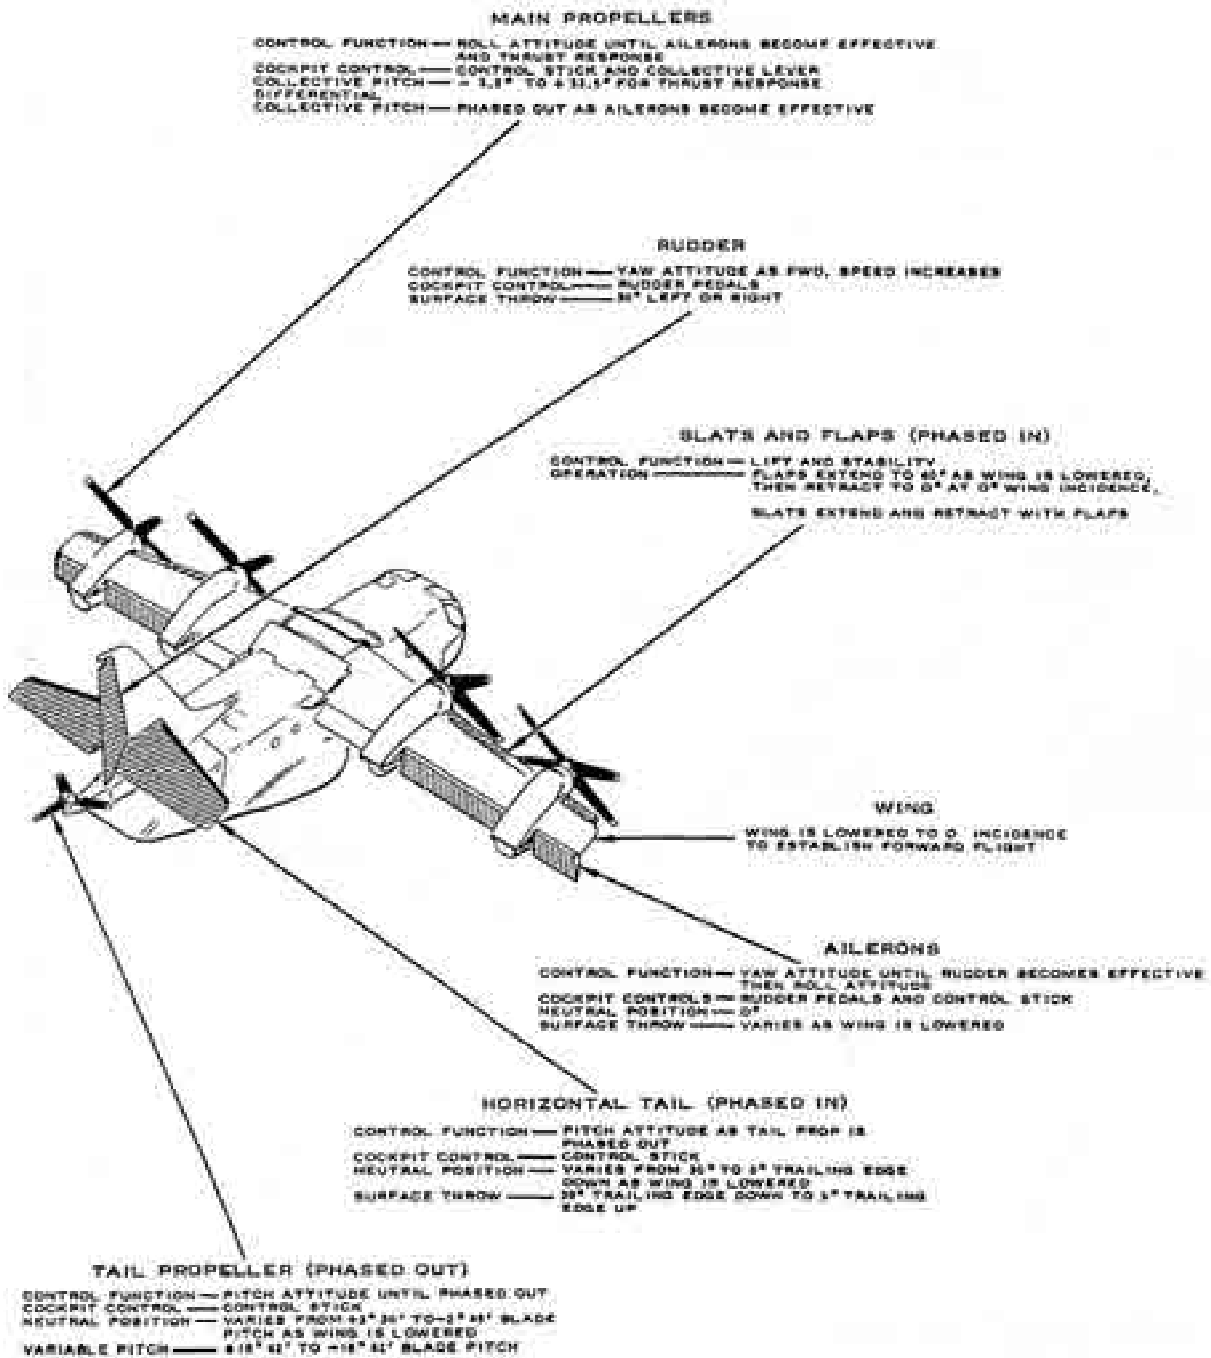 MAIN PROPELLERS
CONTROL FUNCTION — ROLL ATTITUDE UNTIL AILERONS BECOME EFFECTIVE
AND THRUST RESPONSE
COCKPIT CONTROL — CONTROL STICK AND COLLECTIVE LEVER
COLLECTIVE PITCH — TO FOR THRUST RESPONSE
DIFFERENTIAL
COLLECTIVE PITCH — PHASED OUT AS AILERONS BECOME EFFECTIVE
RUDDER
CONTROL FUNCTION — YAW ATTITUDE AS FWD. SPEED INCREASES
COCKPIT CONTROL — RUDDER PEDALS
SURFACE THROW — LEFT OR RIGHT
SLATS AND FLAPS (PHASED IN)
CONTROL FUNCTION — LIFT AND STABILITY
OPERATION — FLAPS EXTEND TO AS WING IS LOWERED,
THEN RETRACT TO 0° AT 0° WING INCIDENCE.
SLATS EXTEND AND RETRACT WITH FLAPS
WING
WING IS LOWERED TO 0 INCIDENCE
TO ESTABLISH FORWARD FLIGHT
AILERONS
CONTROL FUNCTION — YAW ATTITUDE UNTIL RUDDER BECOMES EFFECTIVE
THEN ROLL ATTITUDE
COCKPIT CONTROLS — RUDDER PEDALS AND CONTROL STICK
NEUTRAL POSITION — 0°
SURFACE THROW — VARIES AS WING IS LOWERED
HORIZONTAL TAIL (PHASED IN)
CONTROL FUNCTION — PITCH ATTITUDE AS TAIL PROP IS
PHASED OUT
COCKPIT CONTROL — CONTROL STICK
NEUTRAL POSITION — VARIES FROM TO TRAILING EDGE
DOWN AS WING IS LOWERED
SURFACE THROW — TRAILING EDGE DOWN TO TRAILING
EDGE UP
TAIL PROPELLER (PHASED OUT)
CONTROL FUNCTION — PITCH ATTITUDE UNTIL PHASED OUT
COCKPIT CONTROL — CONTROL STICK
NEUTRAL POSITION — VARIES FROM TO BLADE
PITCH AS WING IS LOWERED
VARIABLE PITCH — TO BLADE PITCH